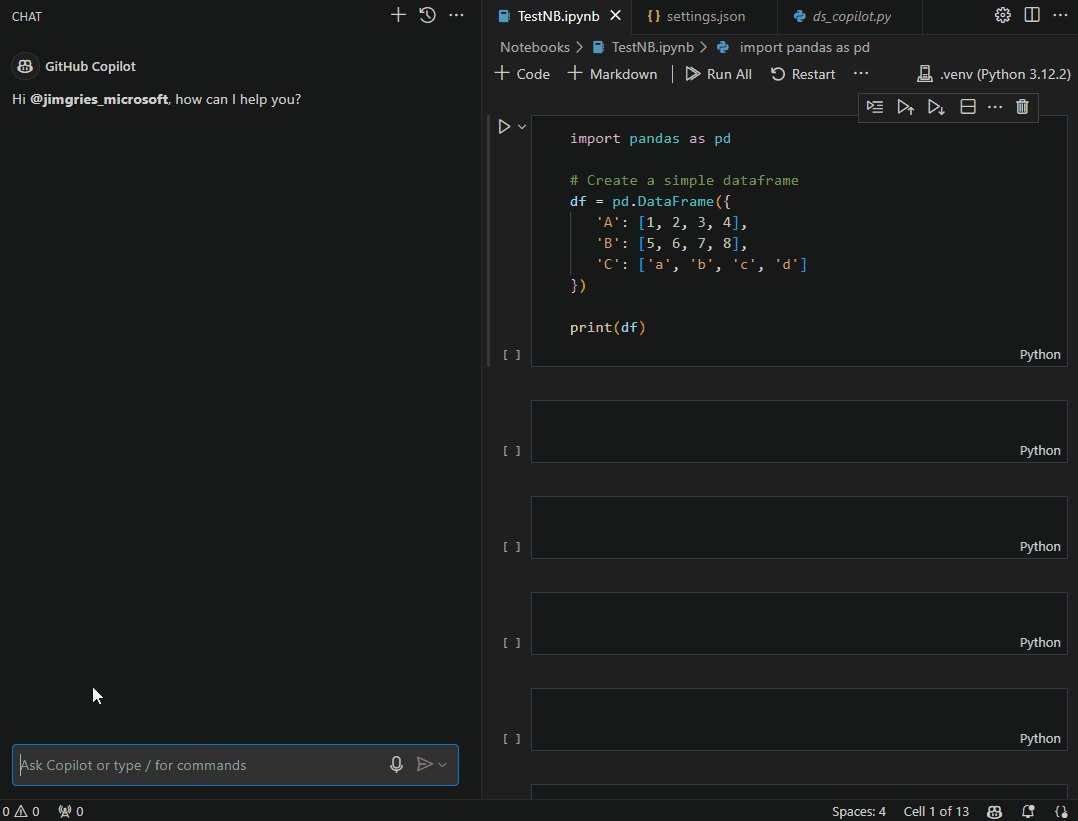 CHAT
GitHub Copilot
Hi @jimgries_microsoft, how can I help you?
Ask Copilot or type / for commands
TestNB.ipynb
{} settings.json
ds_copilot.py
Notebooks > TestNB.ipynb > import pandas as pd
+ Code + Markdown | Run All Restart ... .venv (Python 3.12.2)
import pandas as pd
# Create a simple dataframe
df = pd.DataFrame({
'A': [1, 2, 3, 4],
'B': [5, 6, 7, 8],
'C': ['a', 'b', 'c', 'd']
})
print(df)
[ ] Python
[ ] Python
[ ] Python
[ ] Python
[ ] Python
0 0 0 Spaces: 4 Cell 1 of 13